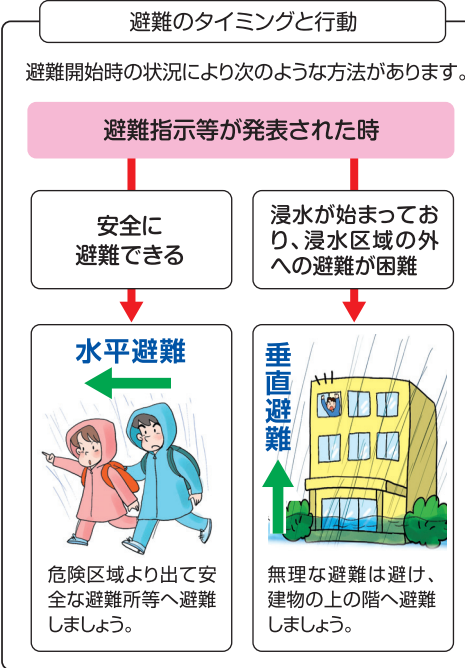 避難のタイミングと行動
避難開始時の状況により次のような方法があります。
避難指示等が発表された時
安全に
避難できる
浸水が始まってお
り、浸水区域の外
への避難が困難
水平避難
危険区域より出て安
全な避難所等へ避難
しましょう。
垂直避難
無理な避難は避け、
建物の上の階へ避難
しましょう。